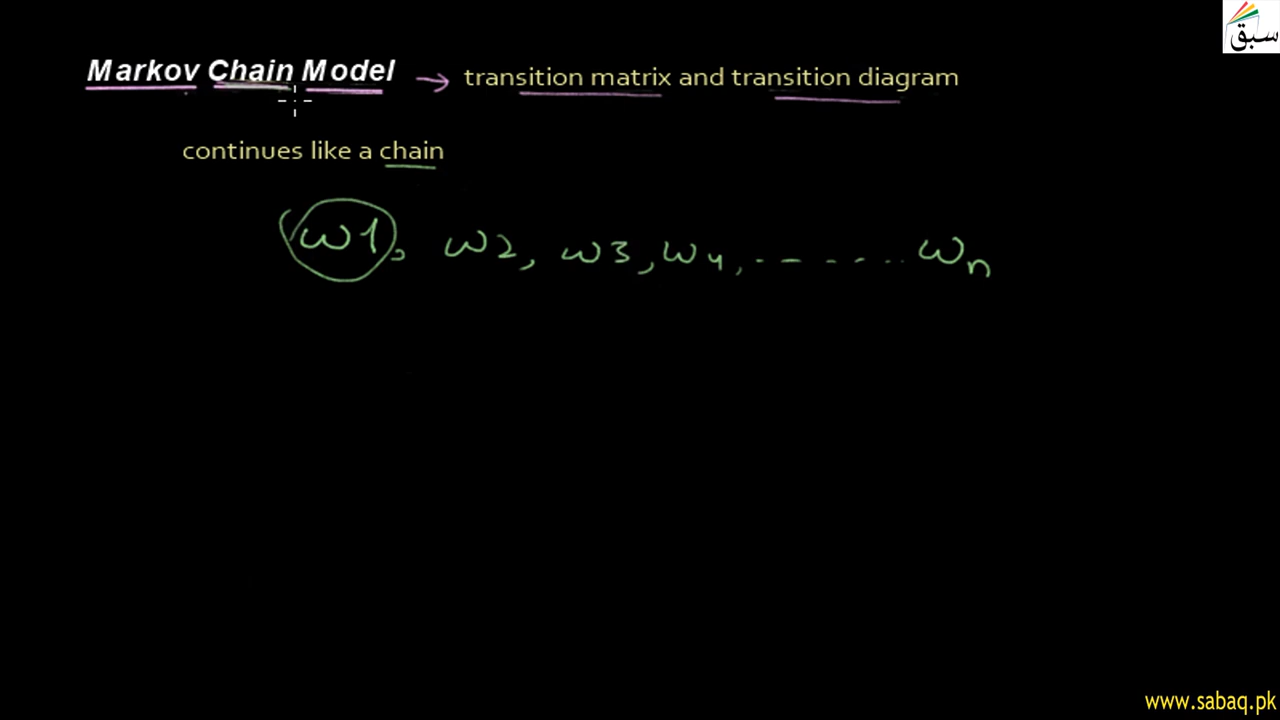 سبق
Markov Chain Model → transition matrix and transition diagram
continues like a chain
ω1, ω2, ω3, ω4, ....... ωn
www.sabaq.pk